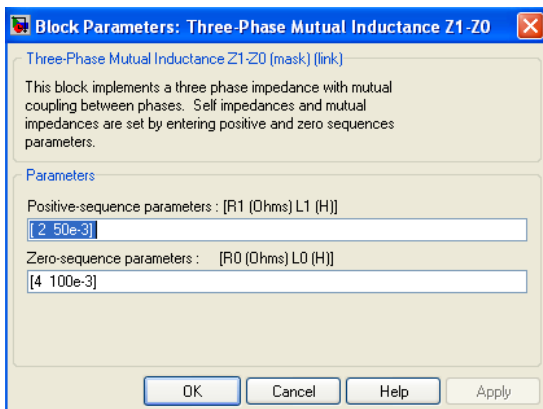 Block Parameters: Three-Phase Mutual Inductance Z1-Z0
Three-Phase Mutual Inductance Z1-Z0 (mask) (link)
This block implements a three phase impedance with mutual
coupling between phases. Self impedances and mutual
impedances are set by entering positive and zero sequences
parameters.
Parameters
Positive-sequence parameters : [R1 (Ohms) L1 (H)]
[ 2 50e-3]
Zero-sequence parameters : [R0 (Ohms) L0 (H)]
[4 100e-3]
OK Cancel Help Apply